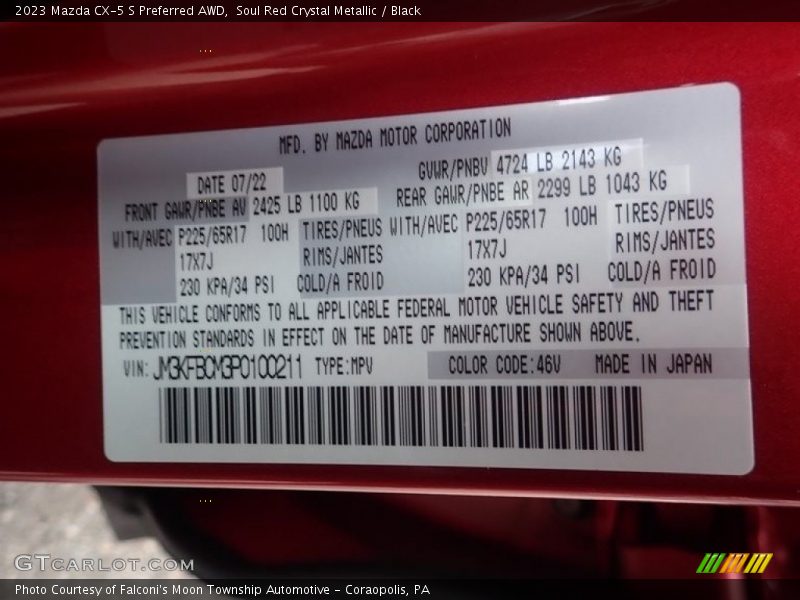 2023 Mazda CX-5 S Preferred AWD,  Soul Red Crystal Metallic / Black
MFD. BY MAZDA MOTOR CORPORATION
DATE 07/22
GVWR/PNBV 4724 LB 2143 KG
FRONT GAWR/PNBE AV 2425 LB 1100 KG
REAR GAWR/PNBE AR 2299 LB 1043 KG
WITH/AVEC P225/65R17 100H TIRES/PNEUS WITH/AVEC P225/65R17 100H TIRES/PNEUS
17X7J RIMS/JANTES 17X7J RIMS/JANTES
230 KPA/34 PSI COLD/A FROID 230 KPA/34 PSI COLD/A FROID
THIS VEHICLE CONFORMS TO ALL APPLICABLE FEDERAL MOTOR VEHICLE SAFETY AND THEFT
PREVENTION STANDARDS IN EFFECT ON THE DATE OF MANUFACTURE SHOWN ABOVE.
VIN: JM3KFBCM3P0100211 TYPE:MPV COLOR CODE:46V MADE IN JAPAN
GTCARLOT.COM
Photo Courtesy of Falconi's Moon Township Automotive - Coraopolis, PA